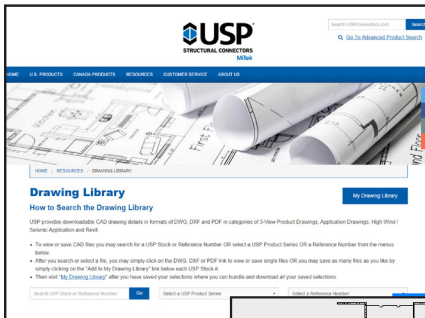 USP
STRUCTURAL CONNECTORS
MiTek
Search USPconnectors.com Search
Go To Advanced Product Search
HOME U.S. PRODUCTS CANADA PRODUCTS RESOURCES CUSTOMER SERVICE ABOUT US
First F
nd Floor
HOME / RESOURCES / DRAWING LIBRARY
Drawing Library
My Drawing Library
How to Search the Drawing Library
USP provides downloadable CAD drawing details in formats of DWG, DXF and PDF in categories of 3-View Product Drawings, Application Drawings, High Wind /
Seismic Application and Revit.
• To view or save CAD files you may search for a USP Stock or Reference Number OR select a USP Product Series OR a Reference Number from the menus
below.
• After you search or select a file, you may simply click on the DWG, DXF or PDF link to view or save single files OR you may save as many files as you like by
simply clicking on the "Add to My Drawing Library" link below each USP Stock #.
• Then visit "My Drawing Library" after you have saved your selections where you can bundle and download all your saved selections.
Search USP Stock or Reference Number Go Select a USP Product Series Select a Reference Number